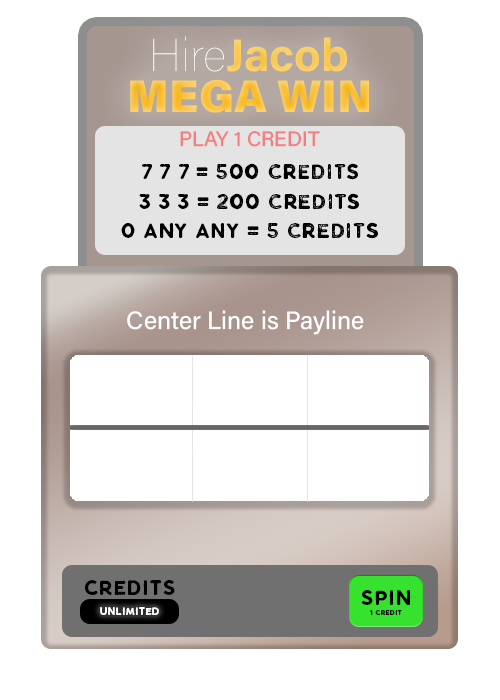 HireJacob
MEGA WIN
PLAY 1 CREDIT
7 7 7 = 500 CREDITS
3 3 3 = 200 CREDITS
0 ANY ANY = 5 CREDITS
Center Line is Payline
CREDITS
UNLIMITED
SPIN
1 CREDIT